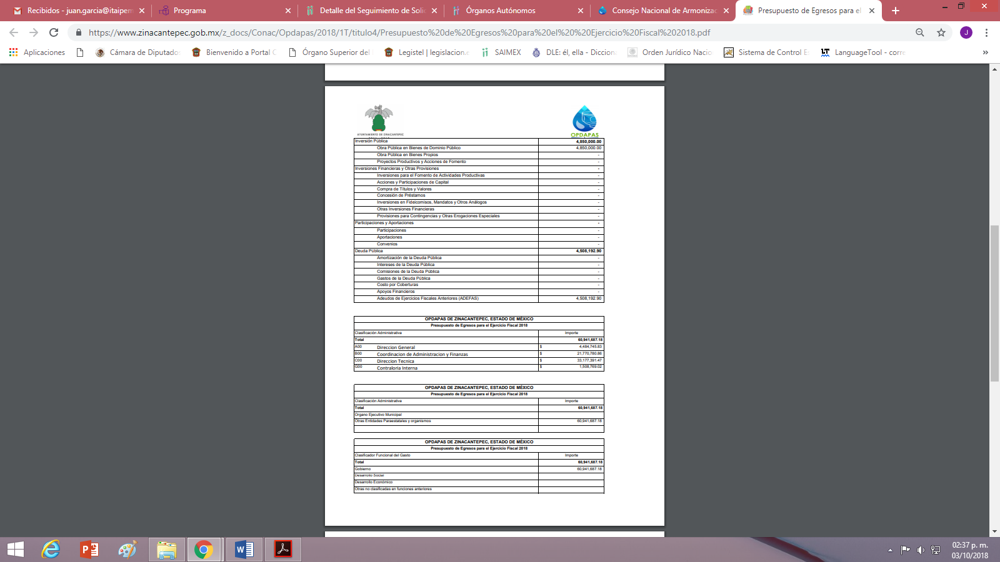 Recibidos - juan.garcia@itaipem
Programa
Detalle del Seguimiento de Solic
Órganos Autónomos
Consejo Nacional de Armonizac
Presupuesto de Egresos para el
https://www.zinacantepec.gob.mx/z_docs/Conac/Opdapas/2018/1T/titulo4/Presupuesto%20de%20Egresos%20para%20el%20%20Ejercicio%20Fiscal%202018.pdf
J
Aplicaciones
Cámara de Diputados
Bienvenido a Portal C
Órgano Superior del
Legistel | legislacion.e
SAIMEX
DLE: él, ella - Diccion
Orden Jurídico Nacio
Sistema de Control E
LanguageTool - corre
»
AYUNTAMIENTO DE ZINACANTEPEC
OPDAPAS
Inversión Pública 4,850,000.00
Obra Pública en Bienes de Dominio Público 4,850,000.00
Obra Pública en Bienes Propios -
Proyectos Productivos y Acciones de Fomento -
Inversiones Financieras y Otras Provisiones -
Inversiones para el Fomento de Actividades Productivas -
Acciones y Participaciones de Capital -
Compra de Títulos y Valores -
Concesión de Préstamos -
Inversiones en Fideicomisos, Mandatos y Otros Análogos -
Otras Inversiones Financieras -
Provisiones para Contingencias y Otras Erogaciones Especiales -
Participaciones y Aportaciones -
Participaciones -
Aportaciones -
Convenios -
Deuda Pública 4,508,192.90
Amortización de la Deuda Pública -
Intereses de la Deuda Pública -
Comisiones de la Deuda Pública -
Gastos de la Deuda Pública -
Costo por Coberturas -
Apoyos Financieros -
Adeudos de Ejercicios Fiscales Anteriores (ADEFAS) 4,508,192.90
OPDAPAS DE ZINACANTEPEC, ESTADO DE MÉXICO
Presupuesto de Egresos para el Ejercicio Fiscal 2018
Clasificación Administrativa Importe
Total 60,941,687.18
A00 Direccion General $ 4,484,745.83
B00 Coordinacion de Administracion y Finanzas $ 21,770,780.86
C00 Direccion Tecnica $ 33,177,391.47
G00 Contraloria Interna $ 1,508,769.02
OPDAPAS DE ZINACANTEPEC, ESTADO DE MÉXICO
Presupuesto de Egresos para el Ejercicio Fiscal 2018
Clasificación Administrativa Importe
Total 60,941,687.18
Organo Ejecutivo Municipal
Otras Entidades Paraestatales y organismos 60,941,687.18
OPDAPAS DE ZINACANTEPEC, ESTADO DE MÉXICO
Presupuesto de Egresos para el Ejercicio Fiscal 2018
Clasificador Funcional del Gasto Importe
Total 60,941,687.18
Gobierno 60,941,687.18
Desarrollo Social
Desarrollo Económico
Otras no clasificadas en funciones anteriores
02:37 p. m.
03/10/2018